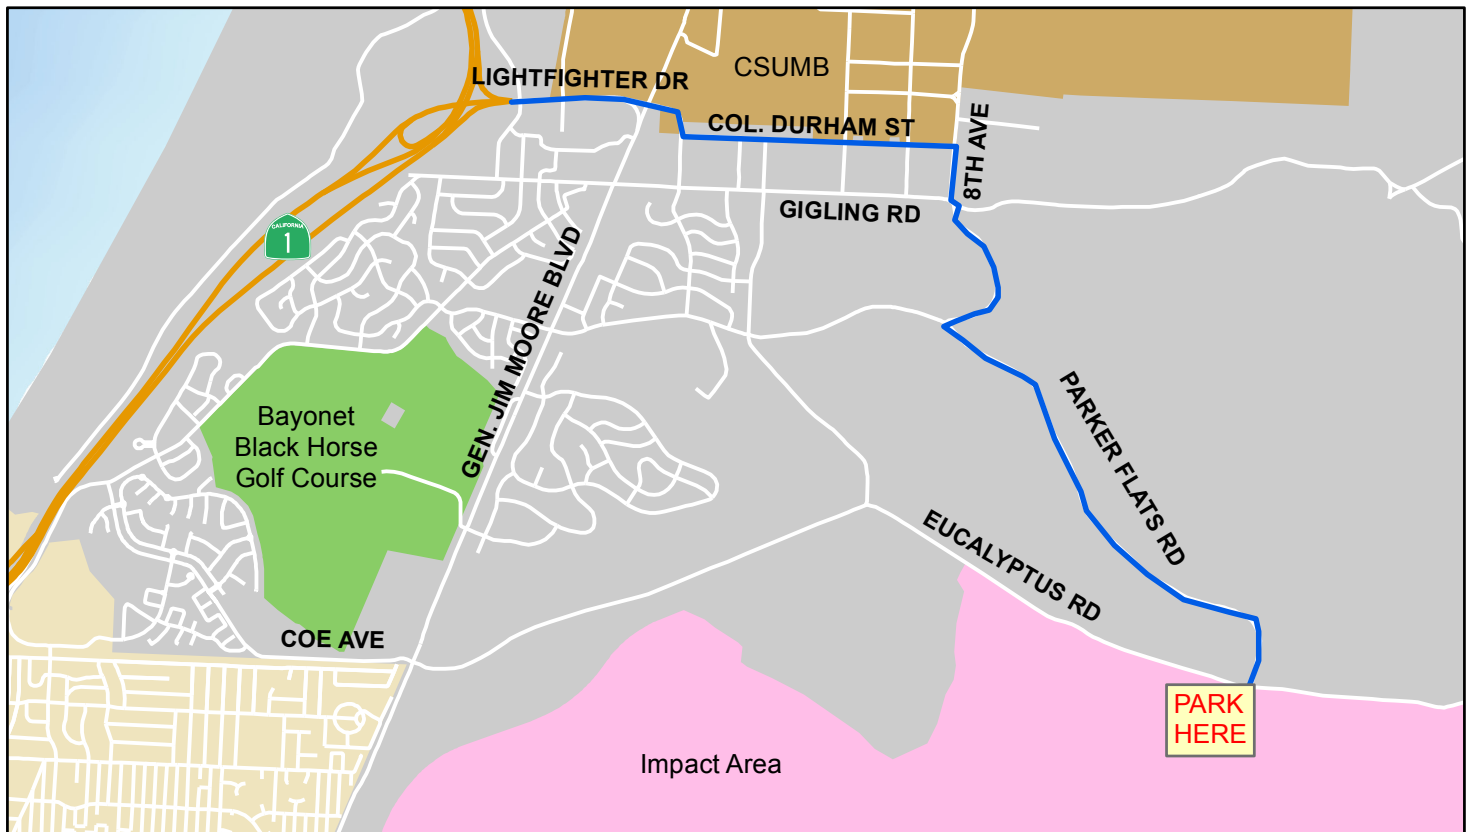 CSUMB
LIGHTFIGHTER DR
COL. DURHAM ST
8TH AVE
GIGLING RD
CALIFORNIA
1
GEN. JIM MOORE BLVD
Bayonet
Black Horse
Golf Course
PARKER FLATS RD
EUCALYPTUS RD
COE AVE
PARK
HERE
Impact Area